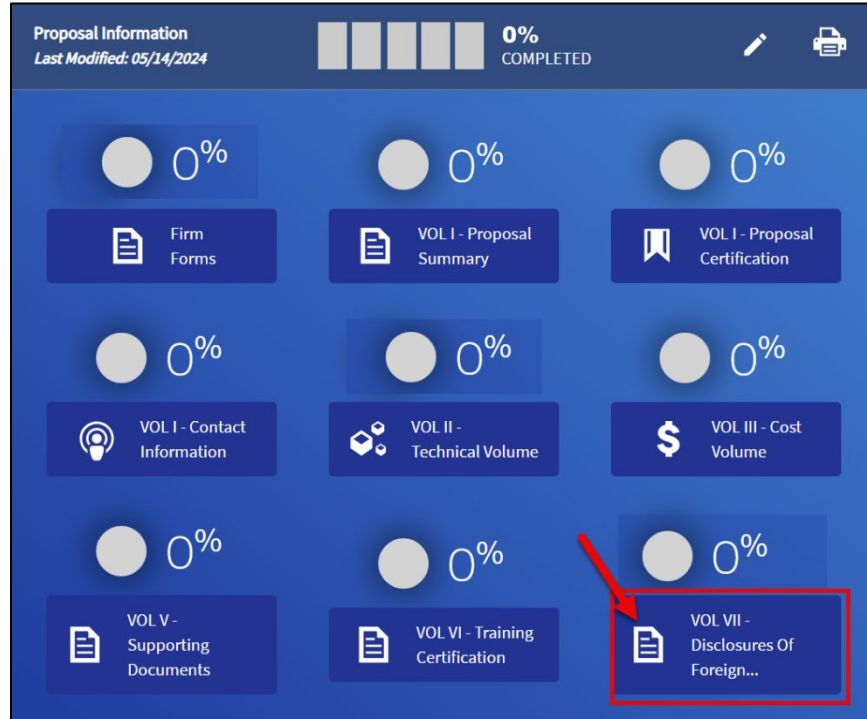 Proposal Information
Last Modified: 05/14/2024
0%
COMPLETED
0%
0%
0%
Firm
Forms
VOL I - Proposal
Summary
VOL I - Proposal
Certification
0%
0%
0%
VOL I - Contact
Information
VOL II -
Technical Volume
VOL III - Cost
Volume
0%
0%
0%
VOL V -
Supporting
Documents
VOL VI - Training
Certification
VOL VII -
Disclosures Of
Foreign...